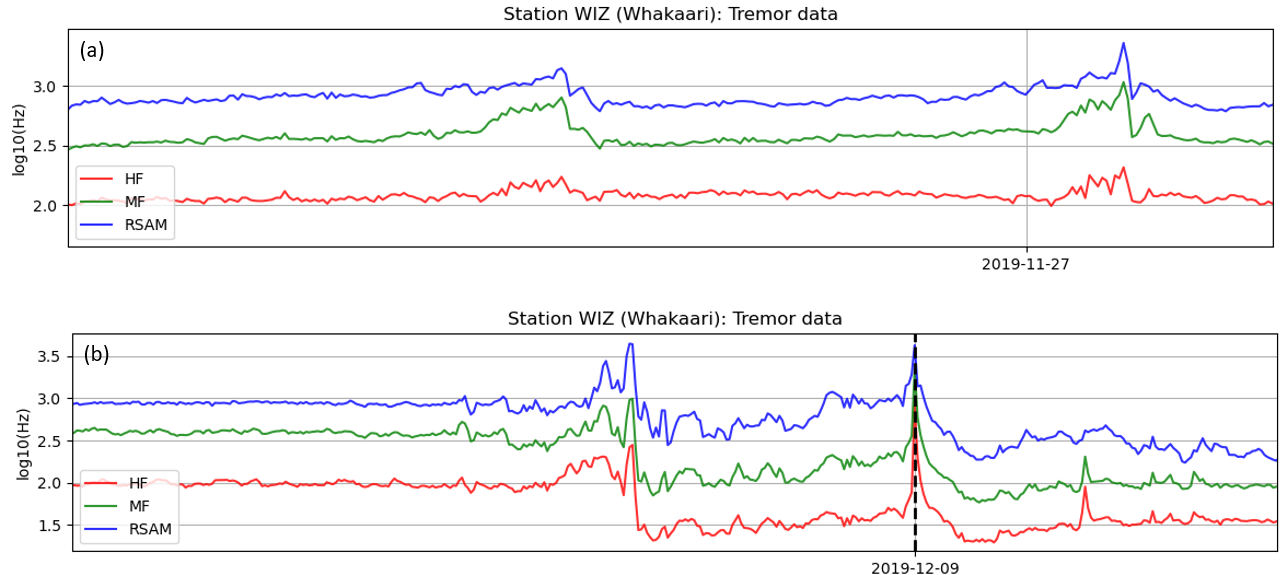 Station WIZ (Whakaari): Tremor data
(a)
3.0
2.5
2.0
log10(Hz)
HF
MF
RSAM
2019-11-27
Station WIZ (Whakaari): Tremor data
(b)
3.5
3.0
2.5
2.0
1.5
log10(Hz)
HF
MF
RSAM
2019-12-09